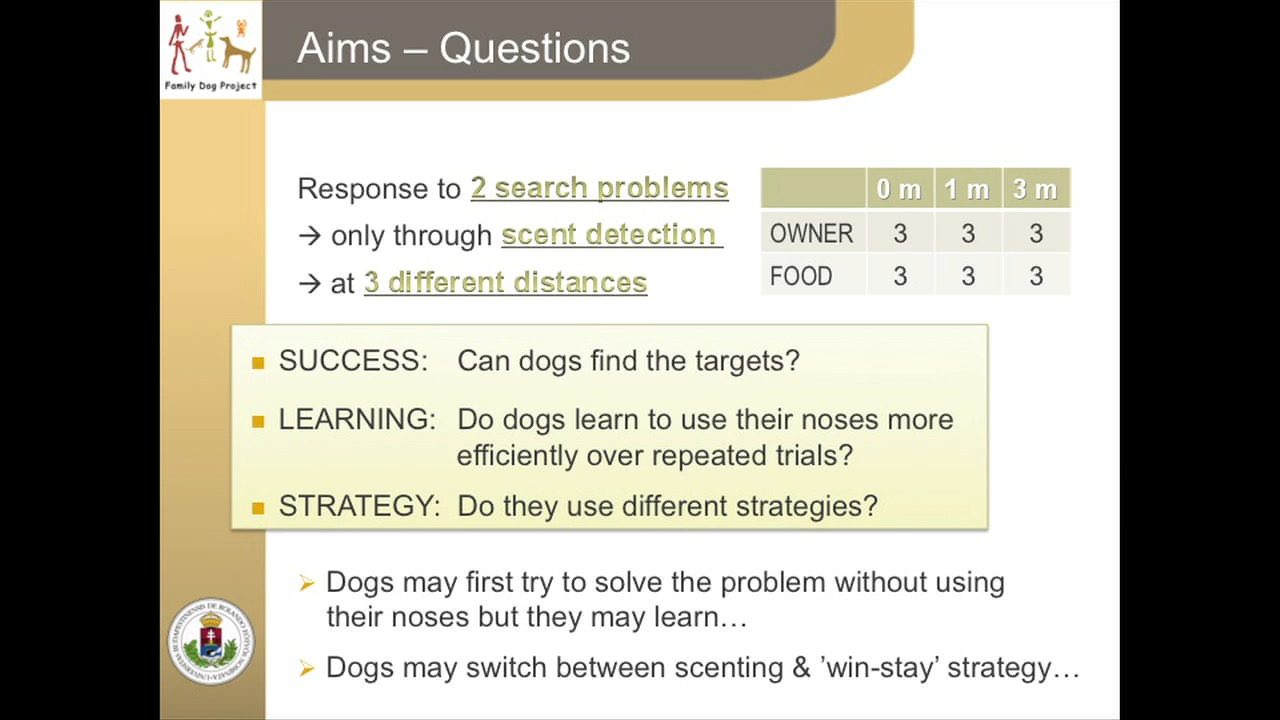 Family Dog Project
Aims – Questions
Response to 2 search problems
→ only through scent detection
→ at 3 different distances
0 m 1 m 3 m
OWNER 3 3 3
FOOD 3 3 3
■ SUCCESS: Can dogs find the targets?
■ LEARNING: Do dogs learn to use their noses more
efficiently over repeated trials?
■ STRATEGY: Do they use different strategies?
➢ Dogs may first try to solve the problem without using
their noses but they may learn…
➢ Dogs may switch between scenting & ’win-stay’ strategy…